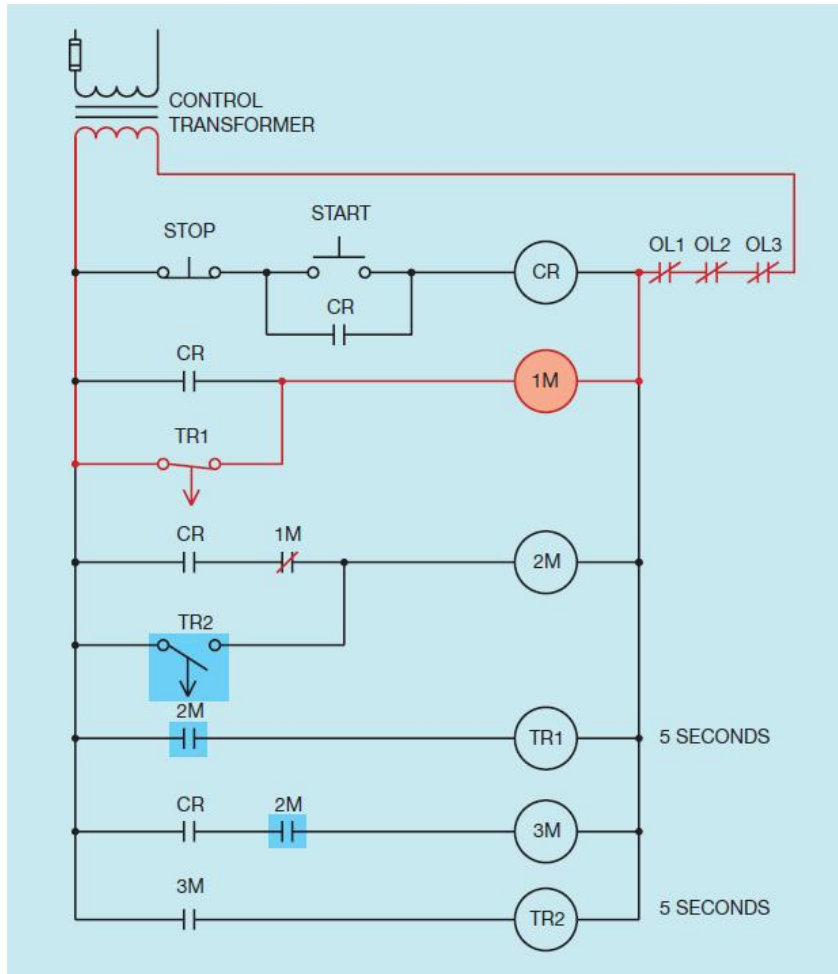 CONTROL
TRANSFORMER
START
STOP
OL1 OL2 OL3
CR
CR
CR
1M
TR1
CR 1M
2M
TR2
2M
TR1 5 SECONDS
CR 2M
3M
3M
TR2 5 SECONDS